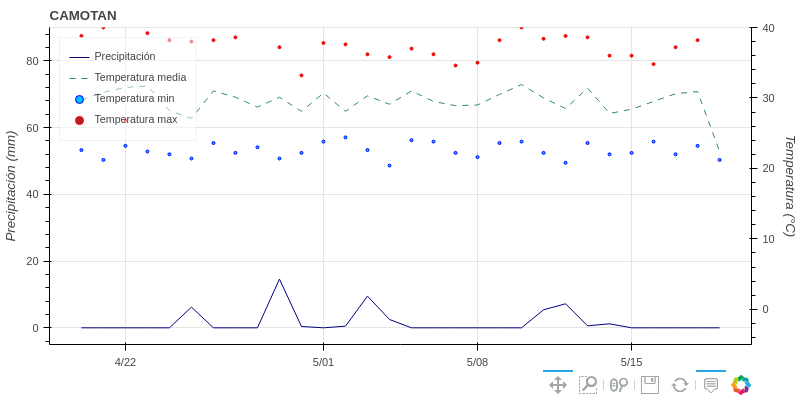 CAMOTAN
Precipitación
Temperatura media
Temperatura min
Temperatura max
Precipitación (mm)
80
60
40
20
0
Temperatura (°C)
40
30
20
10
0
4/22
5/01
5/08
5/15